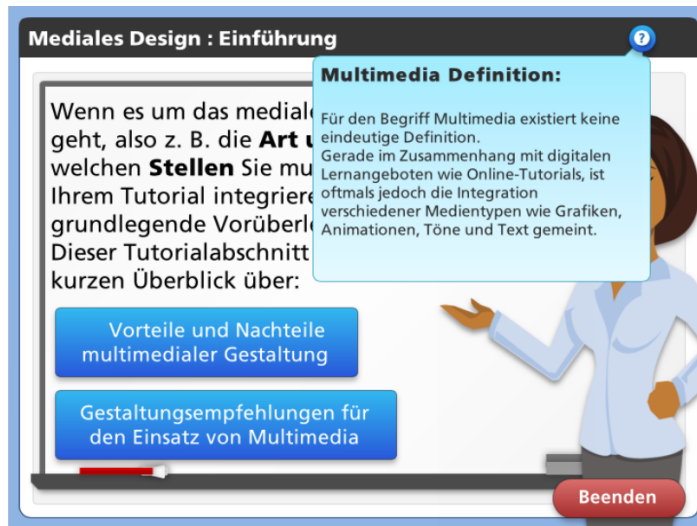 Mediales Design : Einführung
?
Multimedia Definition:
Für den Begriff Multimedia existiert keine
eindeutige Definition.
Gerade im Zusammenhang mit digitalen
Lernangeboten wie Online-Tutorials, ist
oftmals jedoch die Integration
verschiedener Medientypen wie Grafiken,
Animationen, Töne und Text gemeint.
Wenn es um das mediale
geht, also z. B. die Art
welchen Stellen Sie
Ihrem Tutorial
grundlegende
Dieser Tutorialabschnitt
kurzen Überblick über:
Vorteile und Nachteile
multimedialer Gestaltung
Gestaltungsempfehlungen für
den Einsatz von Multimedia
Beenden